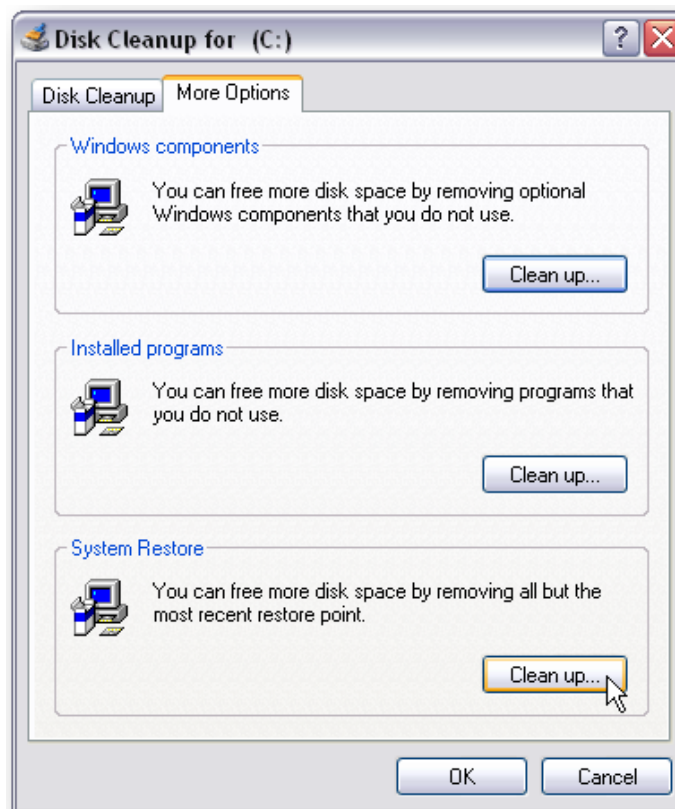 Disk Cleanup for (C:)
Disk Cleanup
More Options
Windows components
You can free more disk space by removing optional
Windows components that you do not use.
Clean up...
Installed programs
You can free more disk space by removing programs that
you do not use.
Clean up...
System Restore
You can free more disk space by removing all but the
most recent restore point.
Clean up...
OK
Cancel